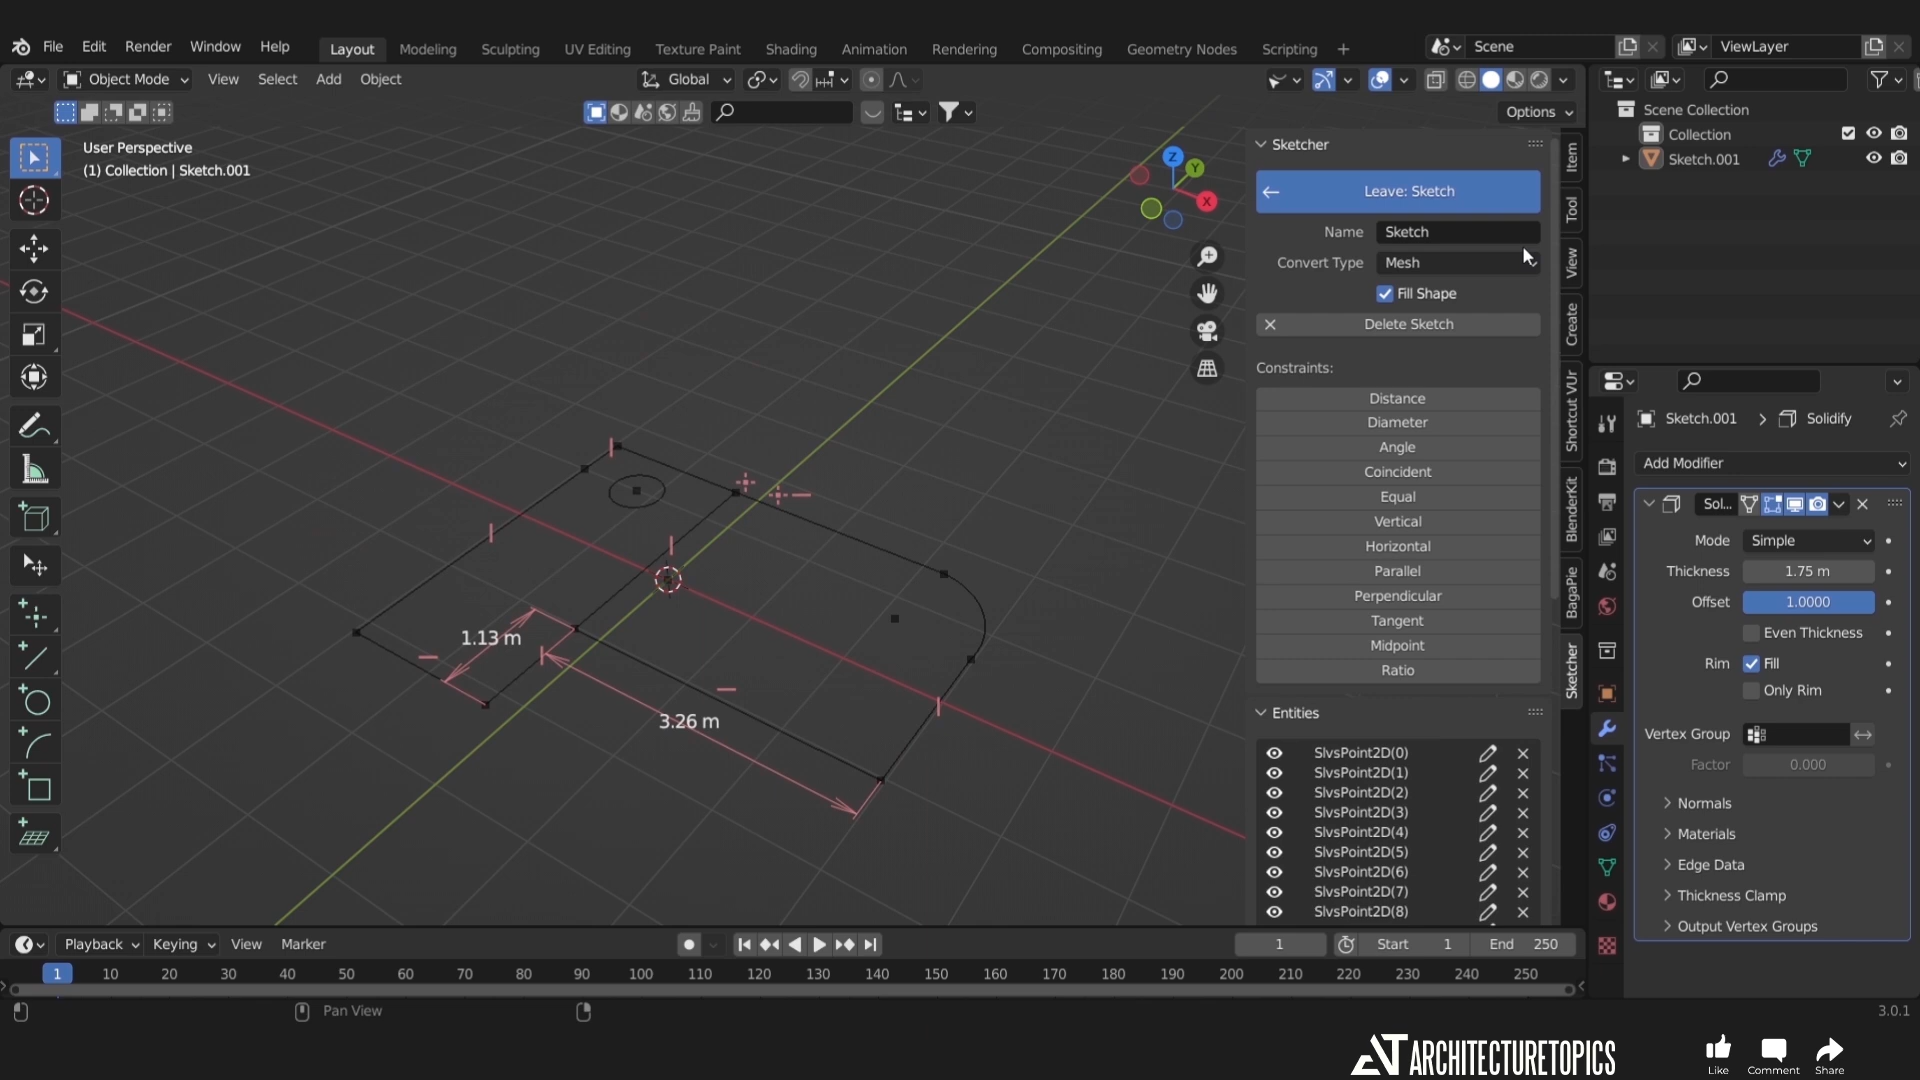 File Edit Render Window Help Layout Modeling Sculpting UV Editing Texture Paint Shading Animation Rendering Compositing Geometry Nodes Scripting + Scene ViewLayer
Object Mode View Select Add Object Global
Options
User Perspective
(1) Collection | Sketch.001
Z
Y
X
1.13 m
3.26 m
Sketcher
Leave: Sketch
Name Sketch
Convert Type Mesh
Fill Shape
Delete Sketch
Constraints:
Distance
Diameter
Angle
Coincident
Equal
Vertical
Horizontal
Parallel
Perpendicular
Tangent
Midpoint
Ratio
Entities
SlvsPoint2D(0)
SlvsPoint2D(1)
SlvsPoint2D(2)
SlvsPoint2D(3)
SlvsPoint2D(4)
SlvsPoint2D(5)
SlvsPoint2D(6)
SlvsPoint2D(7)
SlvsPoint2D(8)
Item
Tool
View
Create
Shortcut VUr
BlenderKit
BagaPie
Sketcher
Scene Collection
Collection
Sketch.001
Sketch.001 > Solidify
Add Modifier
Sol...
Mode Simple
Thickness 1.75 m
Offset 1.0000
Even Thickness
Rim Fill
Only Rim
Vertex Group
Factor 0.000
Normals
Materials
Edge Data
Thickness Clamp
Output Vertex Groups
Playback Keying View Marker 1 Start 1 End 250
1 10 20 30 40 50 60 70 80 90 100 110 120 130 140 150 160 170 180 190 200 210 220 230 240 250
Pan View
3.0.1
AT ARCHITECTURETOPICS
Like Comment Share